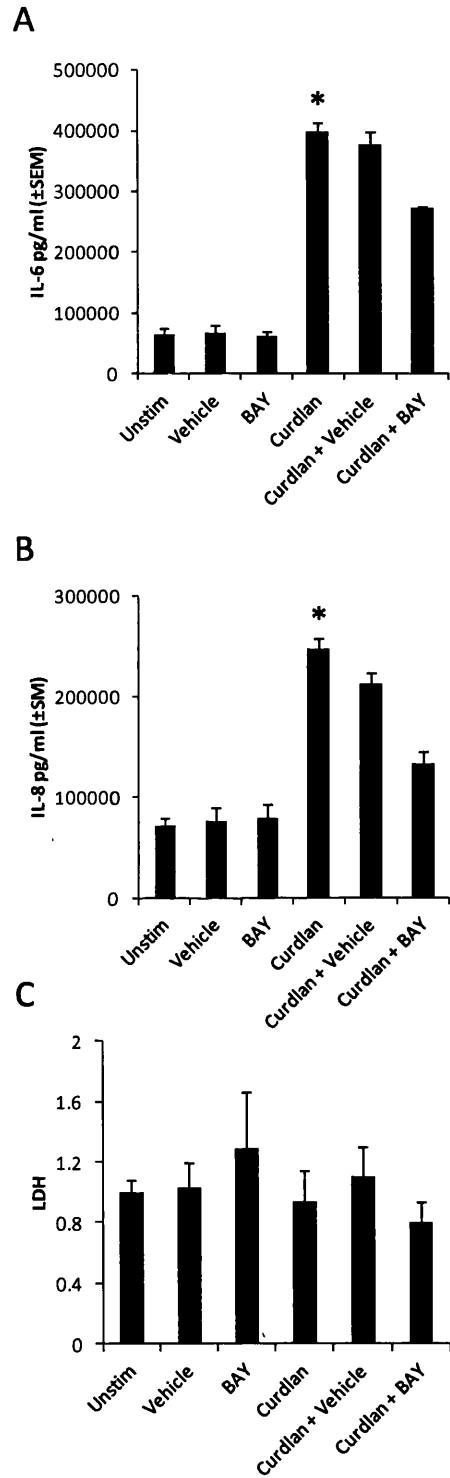 A
IL-6 pg/ml (±SEM)
500000
400000
300000
200000
100000
0
*
Unstim
Vehicle
BAY
Curdlan
Curdlan + Vehicle
Curdlan + BAY
B
IL-8 pg/ml (±SM)
300000
200000
100000
0
*
Unstim
Vehicle
BAY
Curdlan
Curdlan + Vehicle
Curdlan + BAY
C
LDH
2
1.6
1.2
0.8
0.4
0
Unstim
Vehicle
BAY
Curdlan
Curdlan + Vehicle
Curdlan + BAY